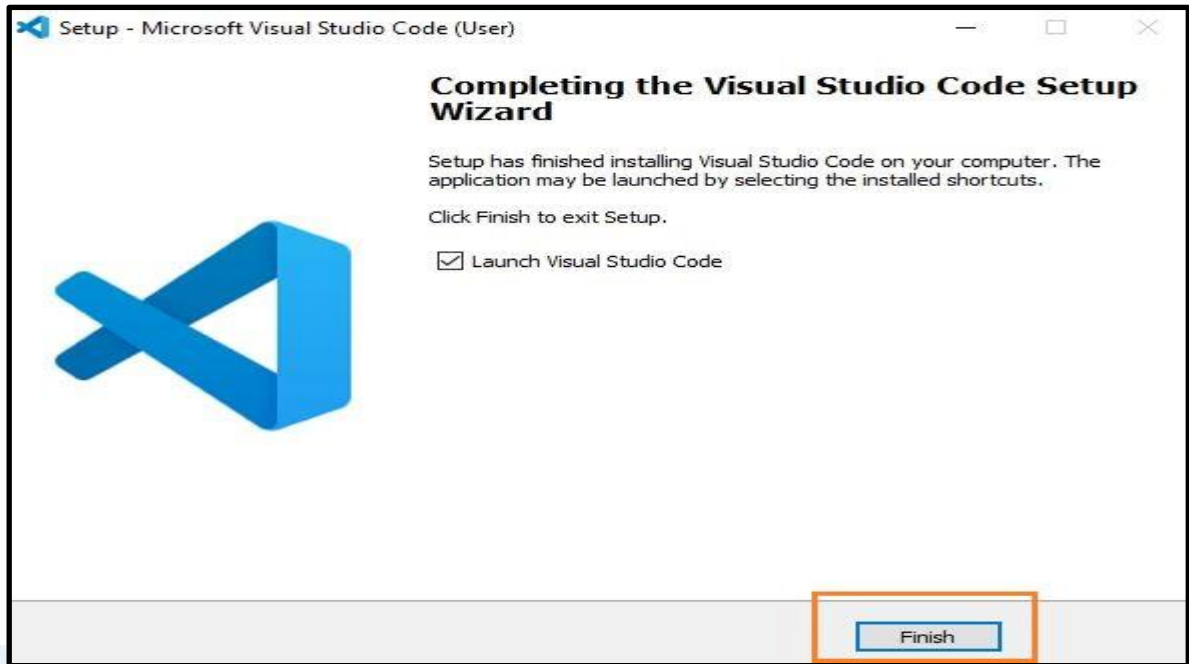 Setup - Microsoft Visual Studio Code (User)
Completing the Visual Studio Code Setup
Wizard
Setup has finished installing Visual Studio Code on your computer. The
application may be launched by selecting the installed shortcuts.
Click Finish to exit Setup.
Launch Visual Studio Code
Finish